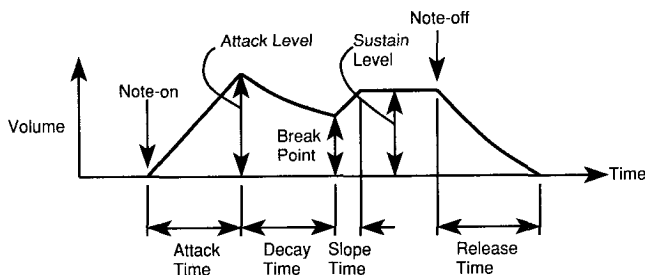 Note-off
Attack Level
Sustain
Level
Note-on
Volume
Break
Point
Time
Attack
Time
Decay
Time
Slope
Time
Release
Time